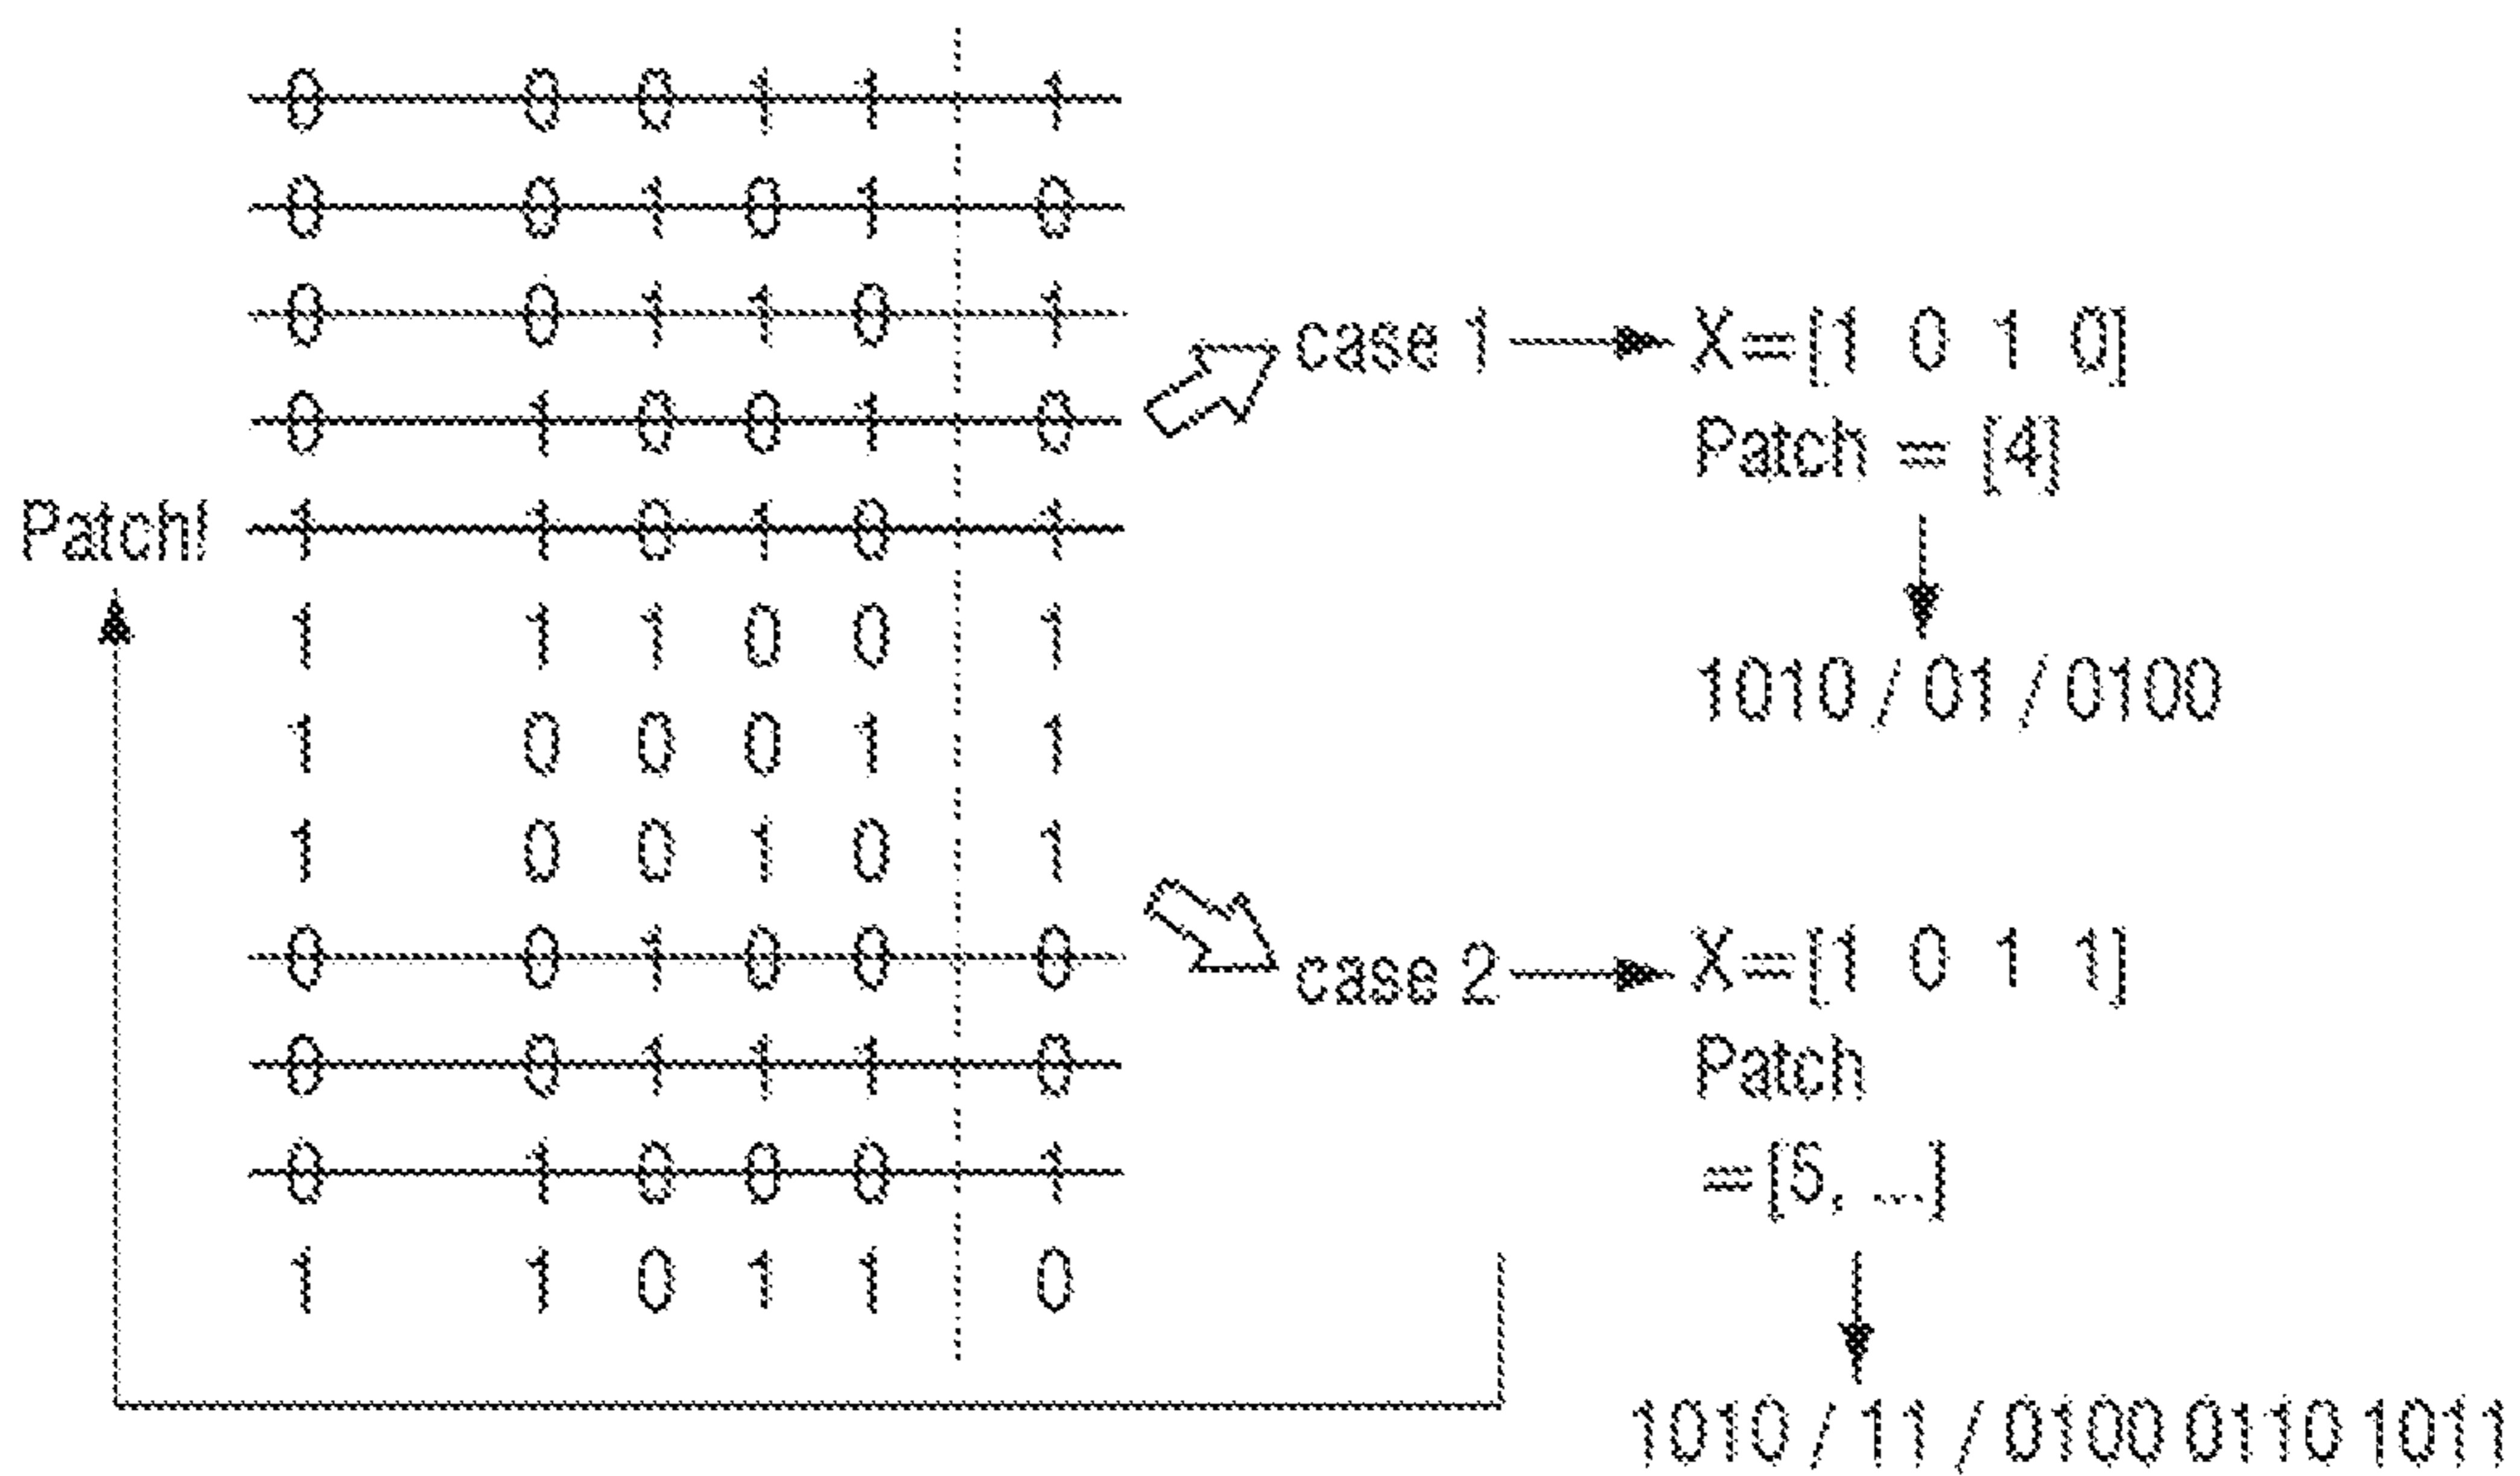 0 0 0 1 1 1
0 0 1 0 1 0
0 0 1 1 0 1
0 1 0 0 1 0
Patch! 1 1 0 1 0 1
1 1 1 0 0 1
1 0 0 0 1 1
1 0 0 1 0 1
0 0 1 0 0 0
0 0 1 1 1 0
0 1 0 0 0 1
1 1 0 1 1 0
case 1 X=[1 0 1 0]
Patch = [4]
1010 / 01 / 0100
case 2 X=[1 0 1 1]
Patch
=[5, ...]
1010 / 11 / 0100 0110 1011